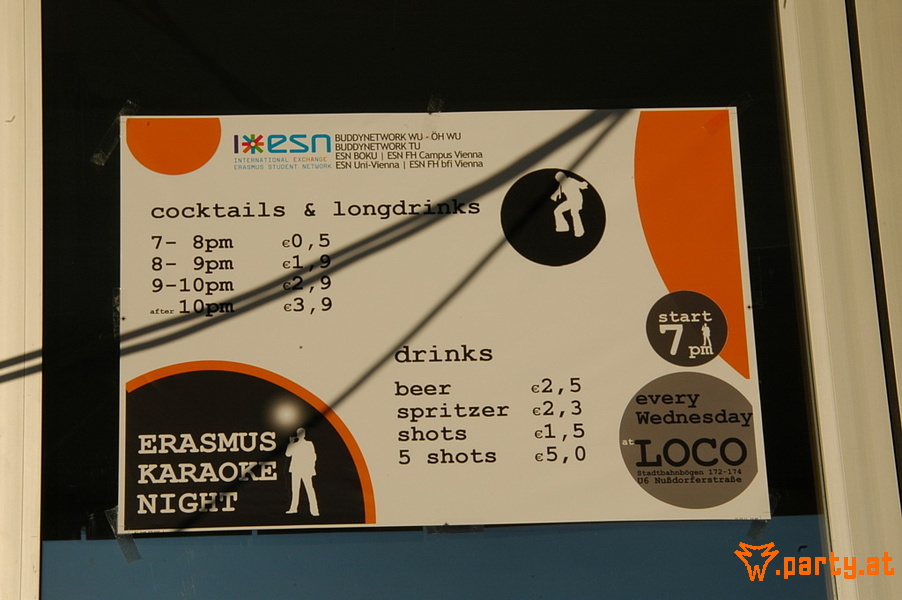 esn
INTERNATIONAL EXCHANGE
ERASMUS STUDENT NETWORK
BUDDYNETWORK WU - ÖH WU
BUDDYNETWORK TU
ESN BOKU | ESN FH Campus Vienna
ESN Uni-Vienna | ESN FH bfi Vienna
cocktails & longdrinks
7- 8pm €0,5
8- 9pm €1,9
9-10pm €2,9
after 10pm €3,9
start
7 pm
drinks
beer €2,5
spritzer €2,3
shots €1,5
5 shots €5,0
every
Wednesday
at LOCO
Stadtbahnbögen 172-174
U6 Nußdorferstraße
ERASMUS
KARAOKE
NIGHT
.party.at